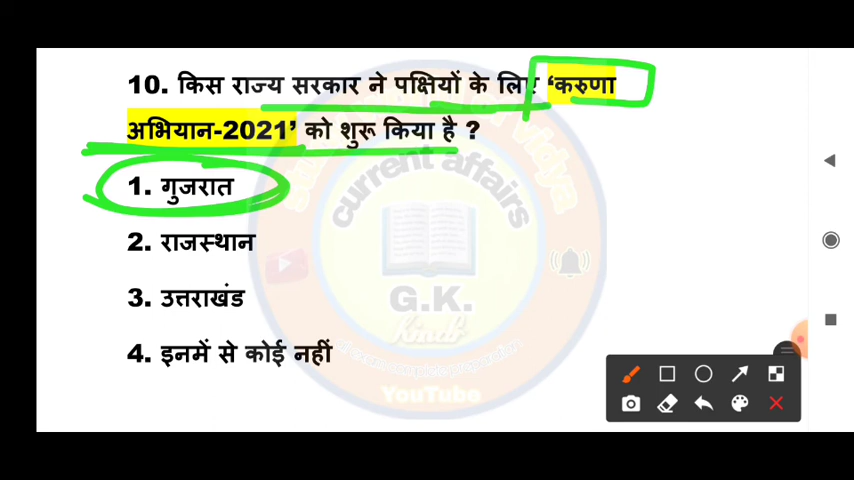 10. किस राज्य सरकार ने पक्षियों के लिए ‘करुणा
अभियान-2021’ को शुरू किया है ?
1. गुजरात
2. राजस्थान
3. उत्तराखंड
4. इनमें से कोई नहीं
current affairs
G.K.
YouTube